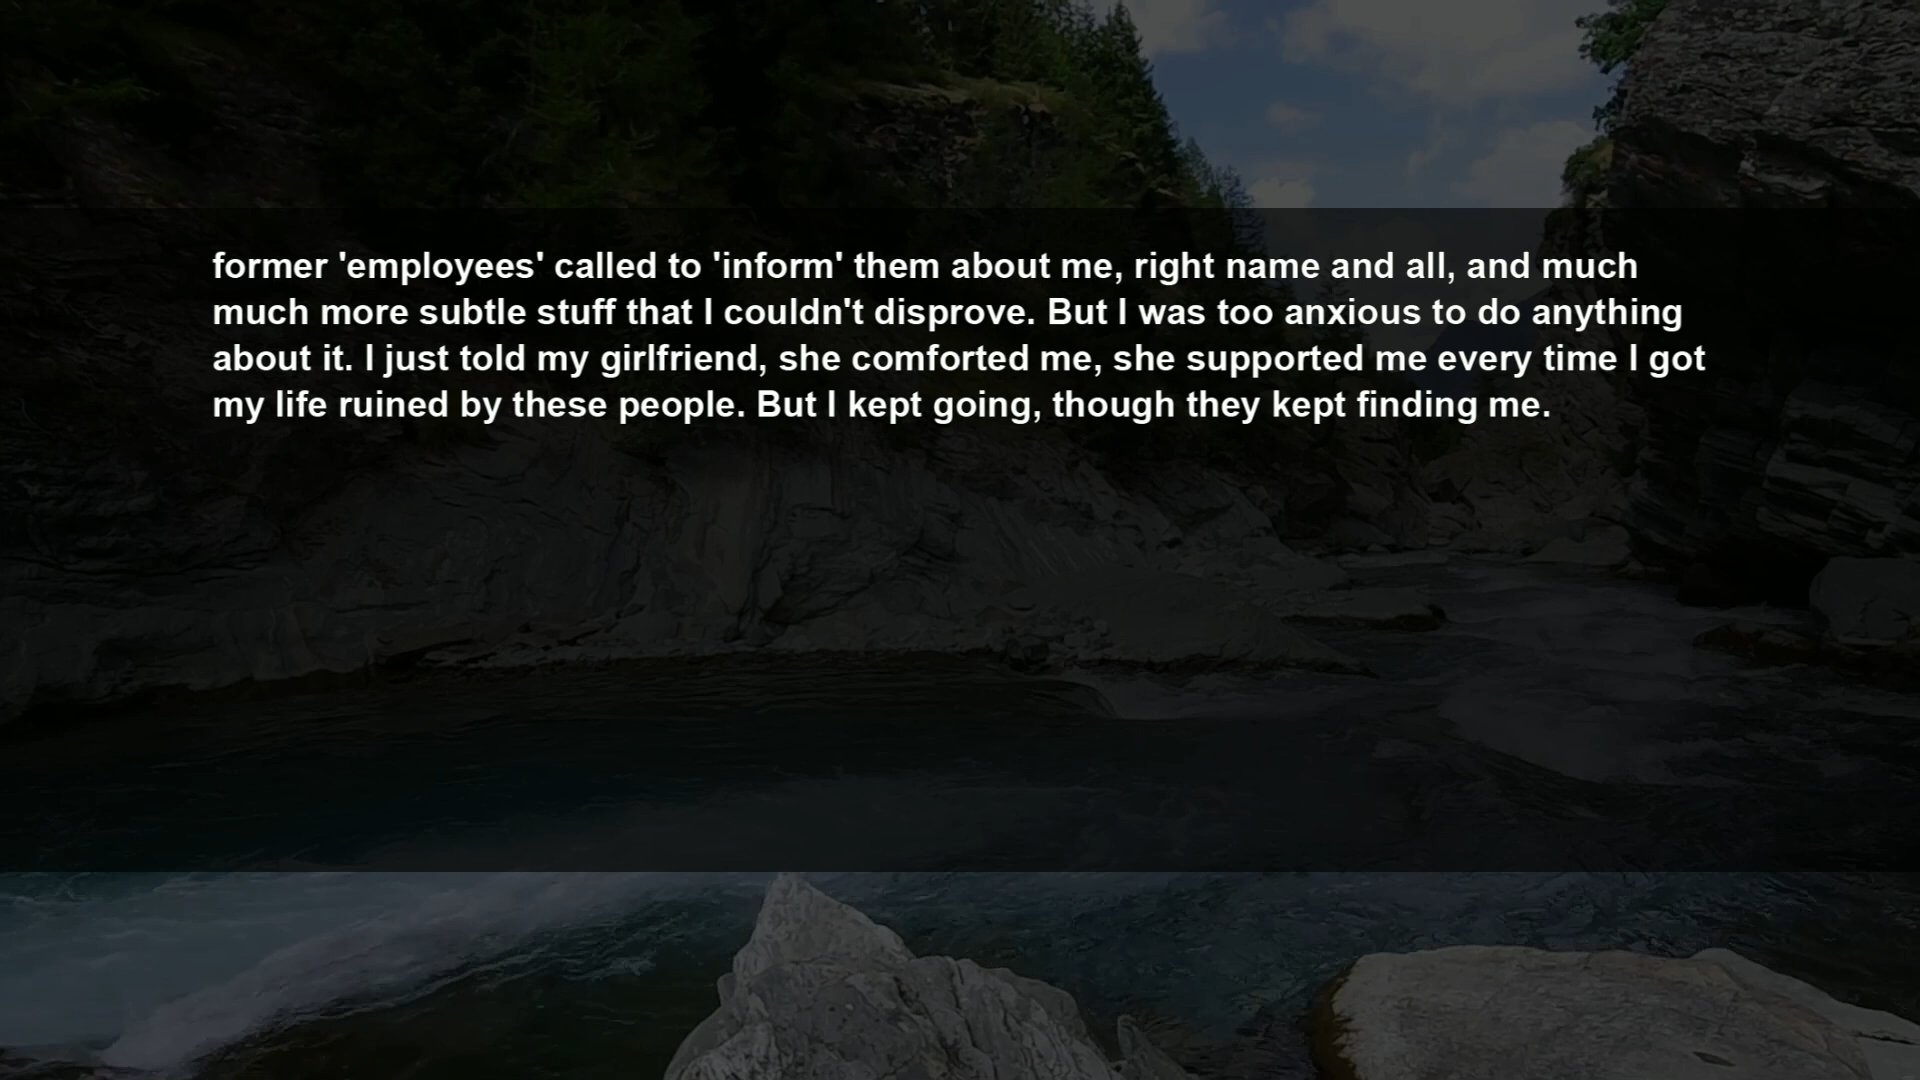 former 'employees' called to 'inform' them about me, right name and all, and much
much more subtle stuff that I couldn't disprove. But I was too anxious to do anything
about it. I just told my girlfriend, she comforted me, she supported me every time I got
my life ruined by these people. But I kept going, though they kept finding me.